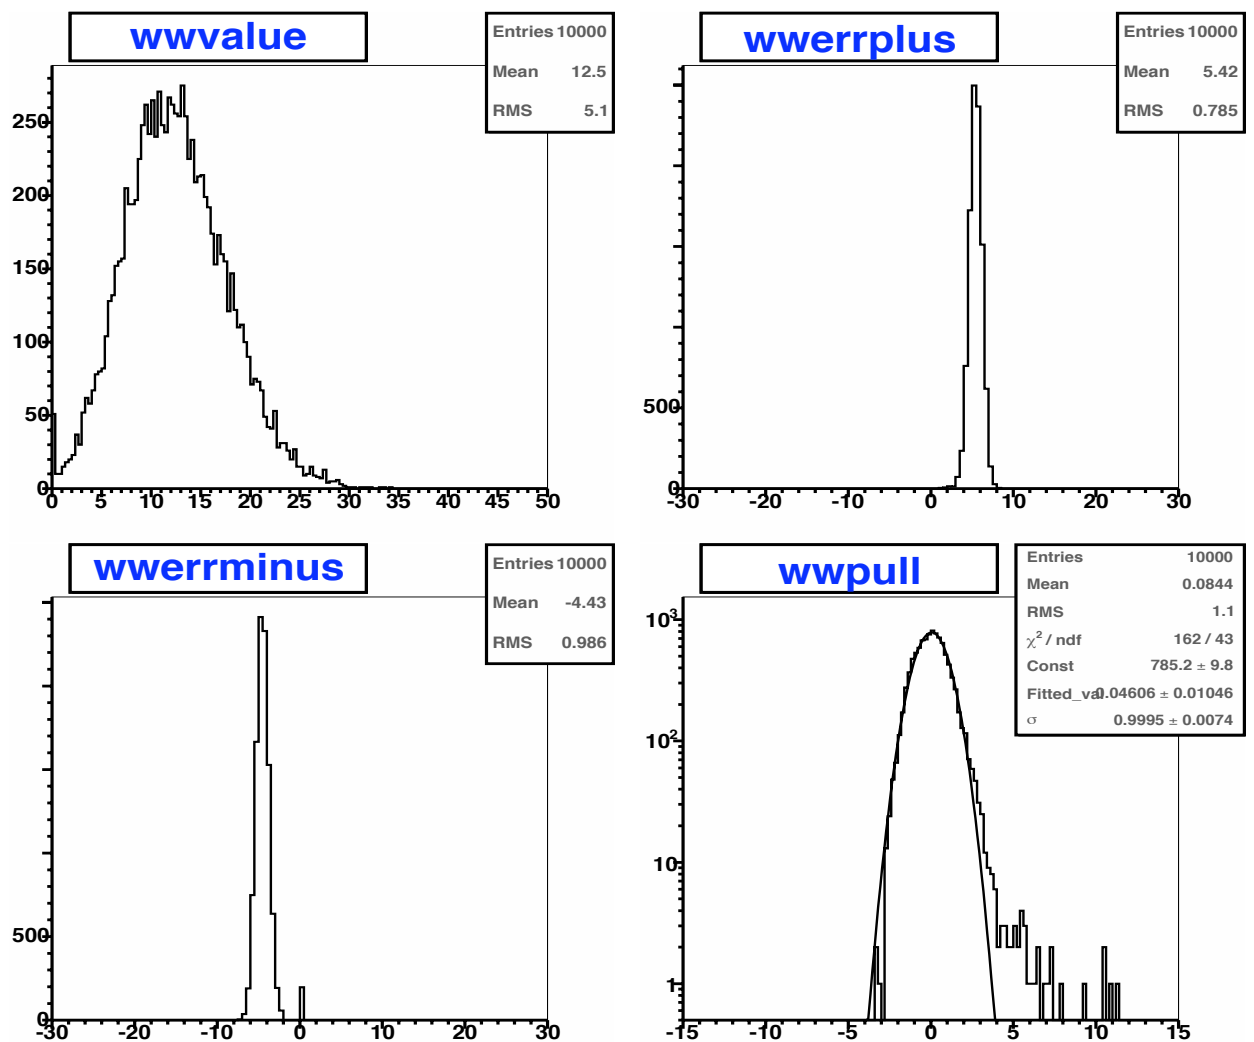 wwvalue
Entries 10000
Mean 12.5
RMS 5.1
250
200
150
100
50
0
0 5 10 15 20 25 30 35 40 45 50
wwerrplus
Entries 10000
Mean 5.42
RMS 0.785
500
0
-30 -20 -10 0 10 20 30
wwerrminus
Entries 10000
Mean -4.43
RMS 0.986
500
0
-30 -20 -10 0 10 20 30
wwpull
Entries 10000
Mean 0.0844
RMS 1.1
χ² / ndf 162 / 43
Const 785.2 ± 9.8
Fitted_val 0.04606 ± 0.01046
σ 0.9995 ± 0.0074
10³
10²
10
1
-15 -10 -5 0 5 10 15